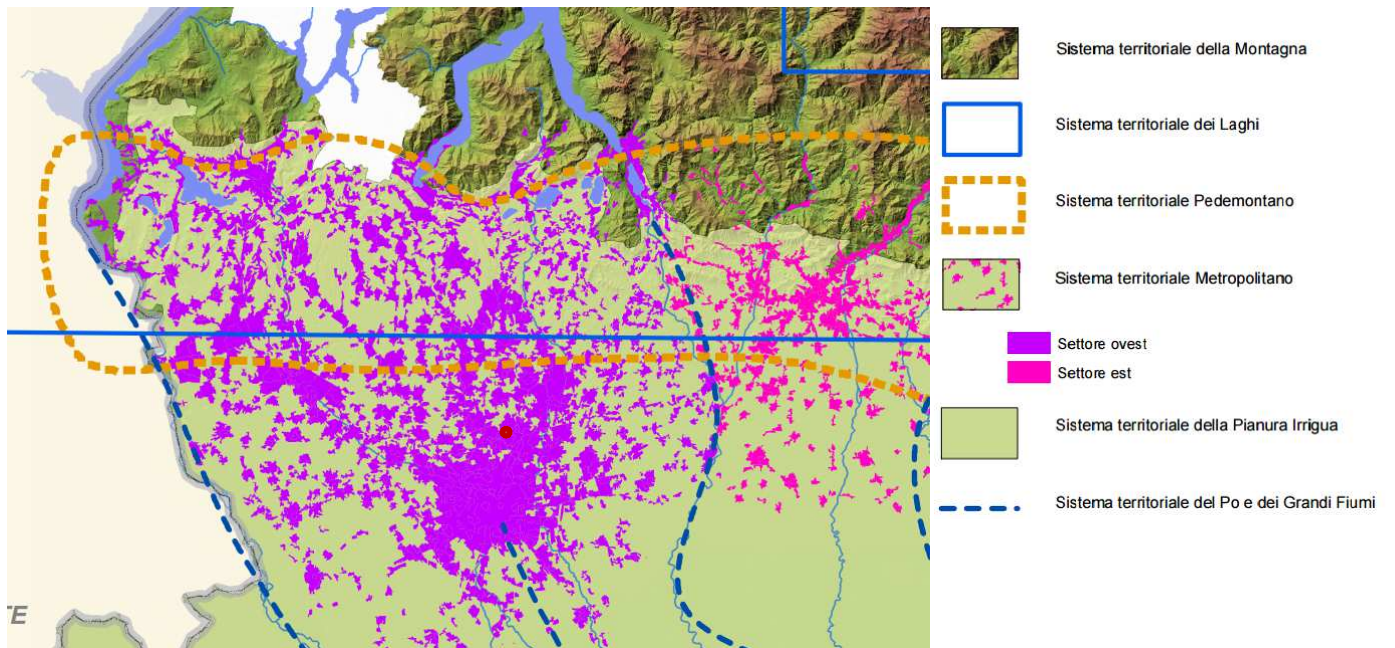 Sistema territoriale della Montagna
Sistema territoriale dei Laghi
Sistema territoriale Pedemontano
Sistema territoriale Metropolitano
Settore ovest
Settore est
Sistema territoriale della Pianura Irrigua
Sistema territoriale del Po e dei Grandi Fiumi
TE